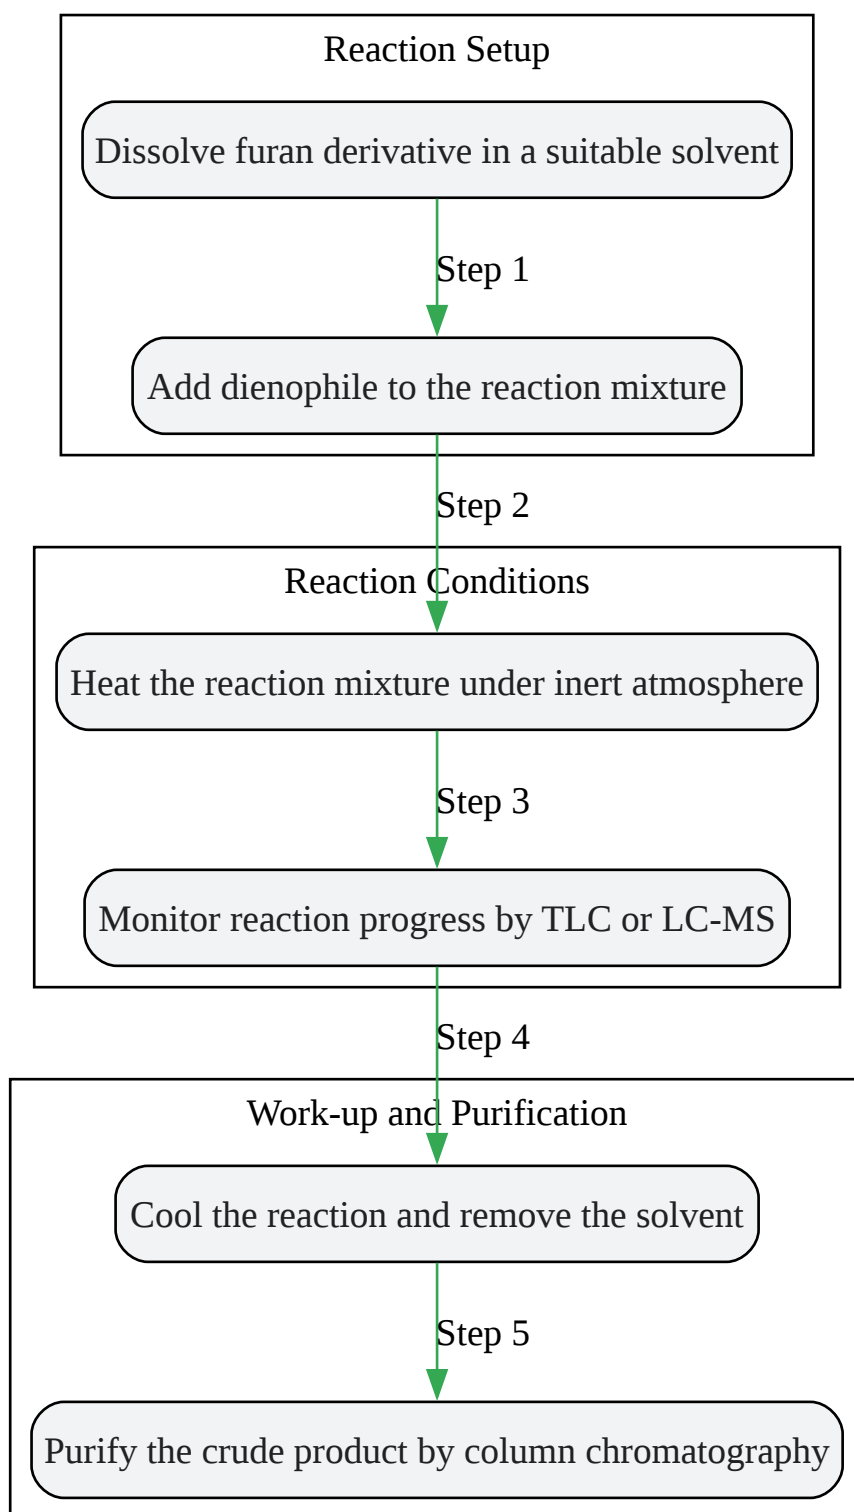 Reaction Setup
Dissolve furan derivative in a suitable solvent
Step 1
Add dienophile to the reaction mixture
Step 2
Reaction Conditions
Heat the reaction mixture under inert atmosphere
Step 3
Monitor reaction progress by TLC or LC-MS
Step 4
Work-up and Purification
Cool the reaction and remove the solvent
Step 5
Purify the crude product by column chromatography